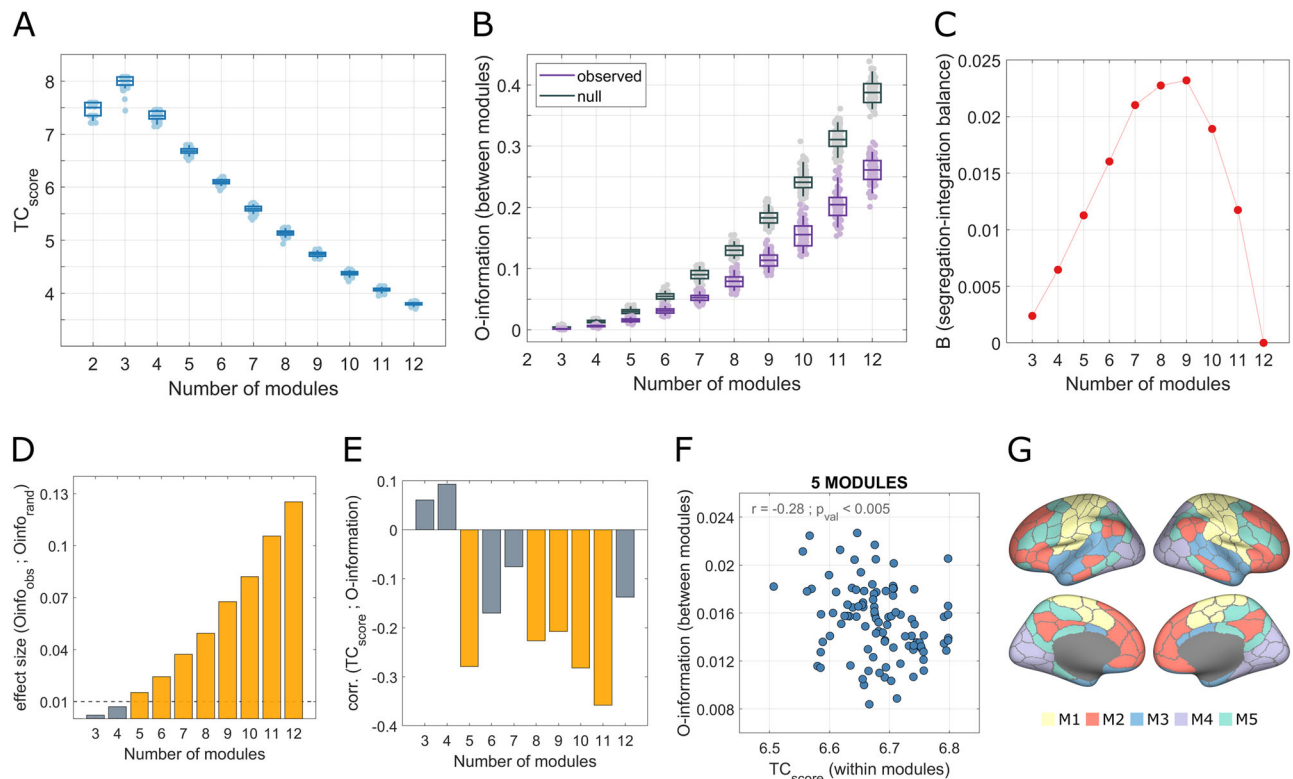 A
TC_score
8
7
6
5
4
2 3 4 5 6 7 8 9 10 11 12
Number of modules
B
O-information (between modules)
observed
null
0.4
0.3
0.2
0.1
0
3 4 5 6 7 8 9 10 11 12
Number of modules
C
B (segregation-integration balance)
0.025
0.02
0.015
0.01
0.005
0
3 4 5 6 7 8 9 10 11 12
Number of modules
D
effect size (Oinfo_obs ; Oinfo_rand)
0.13
0.1
0.07
0.04
0.01
3 4 5 6 7 8 9 10 11 12
Number of modules
E
corr. (TC_score ; O-information)
0.1
0
-0.1
-0.2
-0.3
-0.4
3 4 5 6 7 8 9 10 11 12
Number of modules
F
5 MODULES
r = -0.28 ; p_val < 0.005
O-information (between modules)
0.024
0.02
0.016
0.012
0.008
6.5 6.6 6.7 6.8
TC_score (within modules)
G
M1 M2 M3 M4 M5